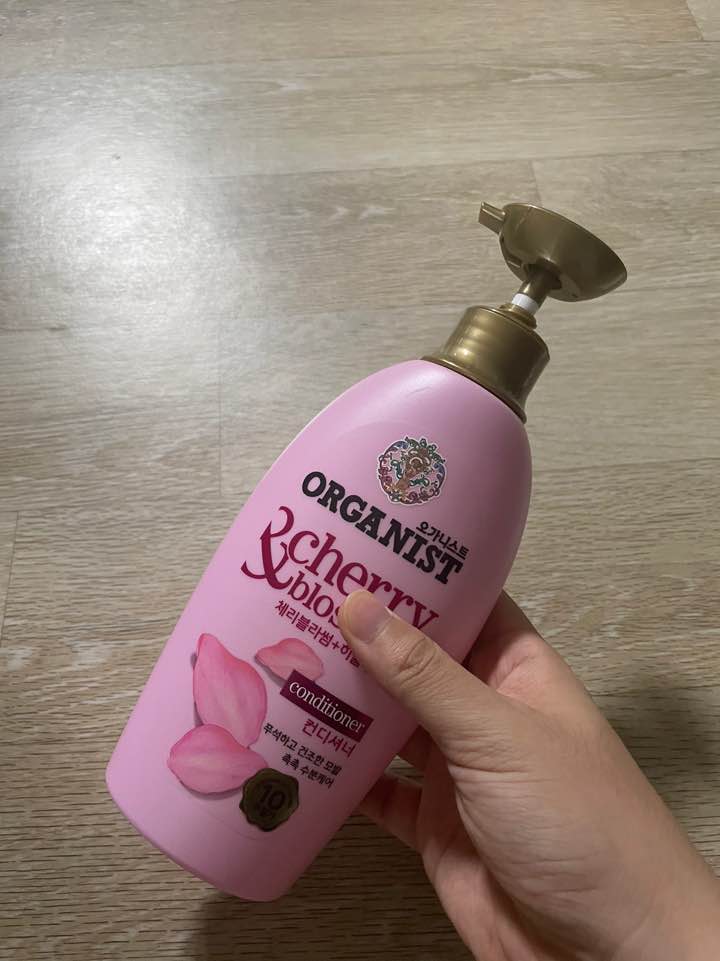 ORGANIST
오가니스트
&cherry
체리블라썸+
conditioner
컨디셔너
푸석하고 건조한 모발
촉촉 수분케어
10